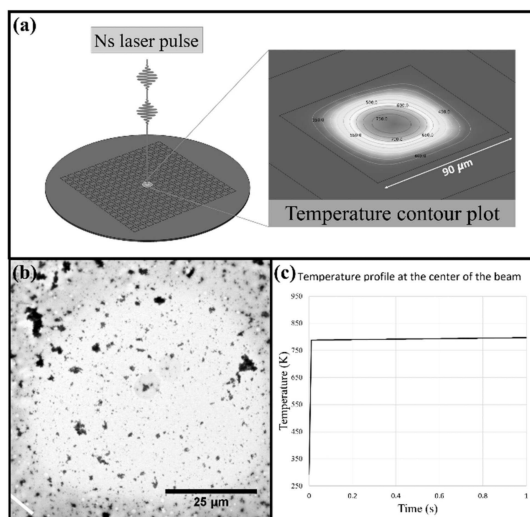 (a)
Ns laser pulse
90 µm
Temperature contour plot
(b)
25 µm
(c)
Temperature profile at the center of the beam
Temperature (K)
950
850
750
650
550
450
350
250
0
0.2
0.4
0.6
0.8
1
Time (s)